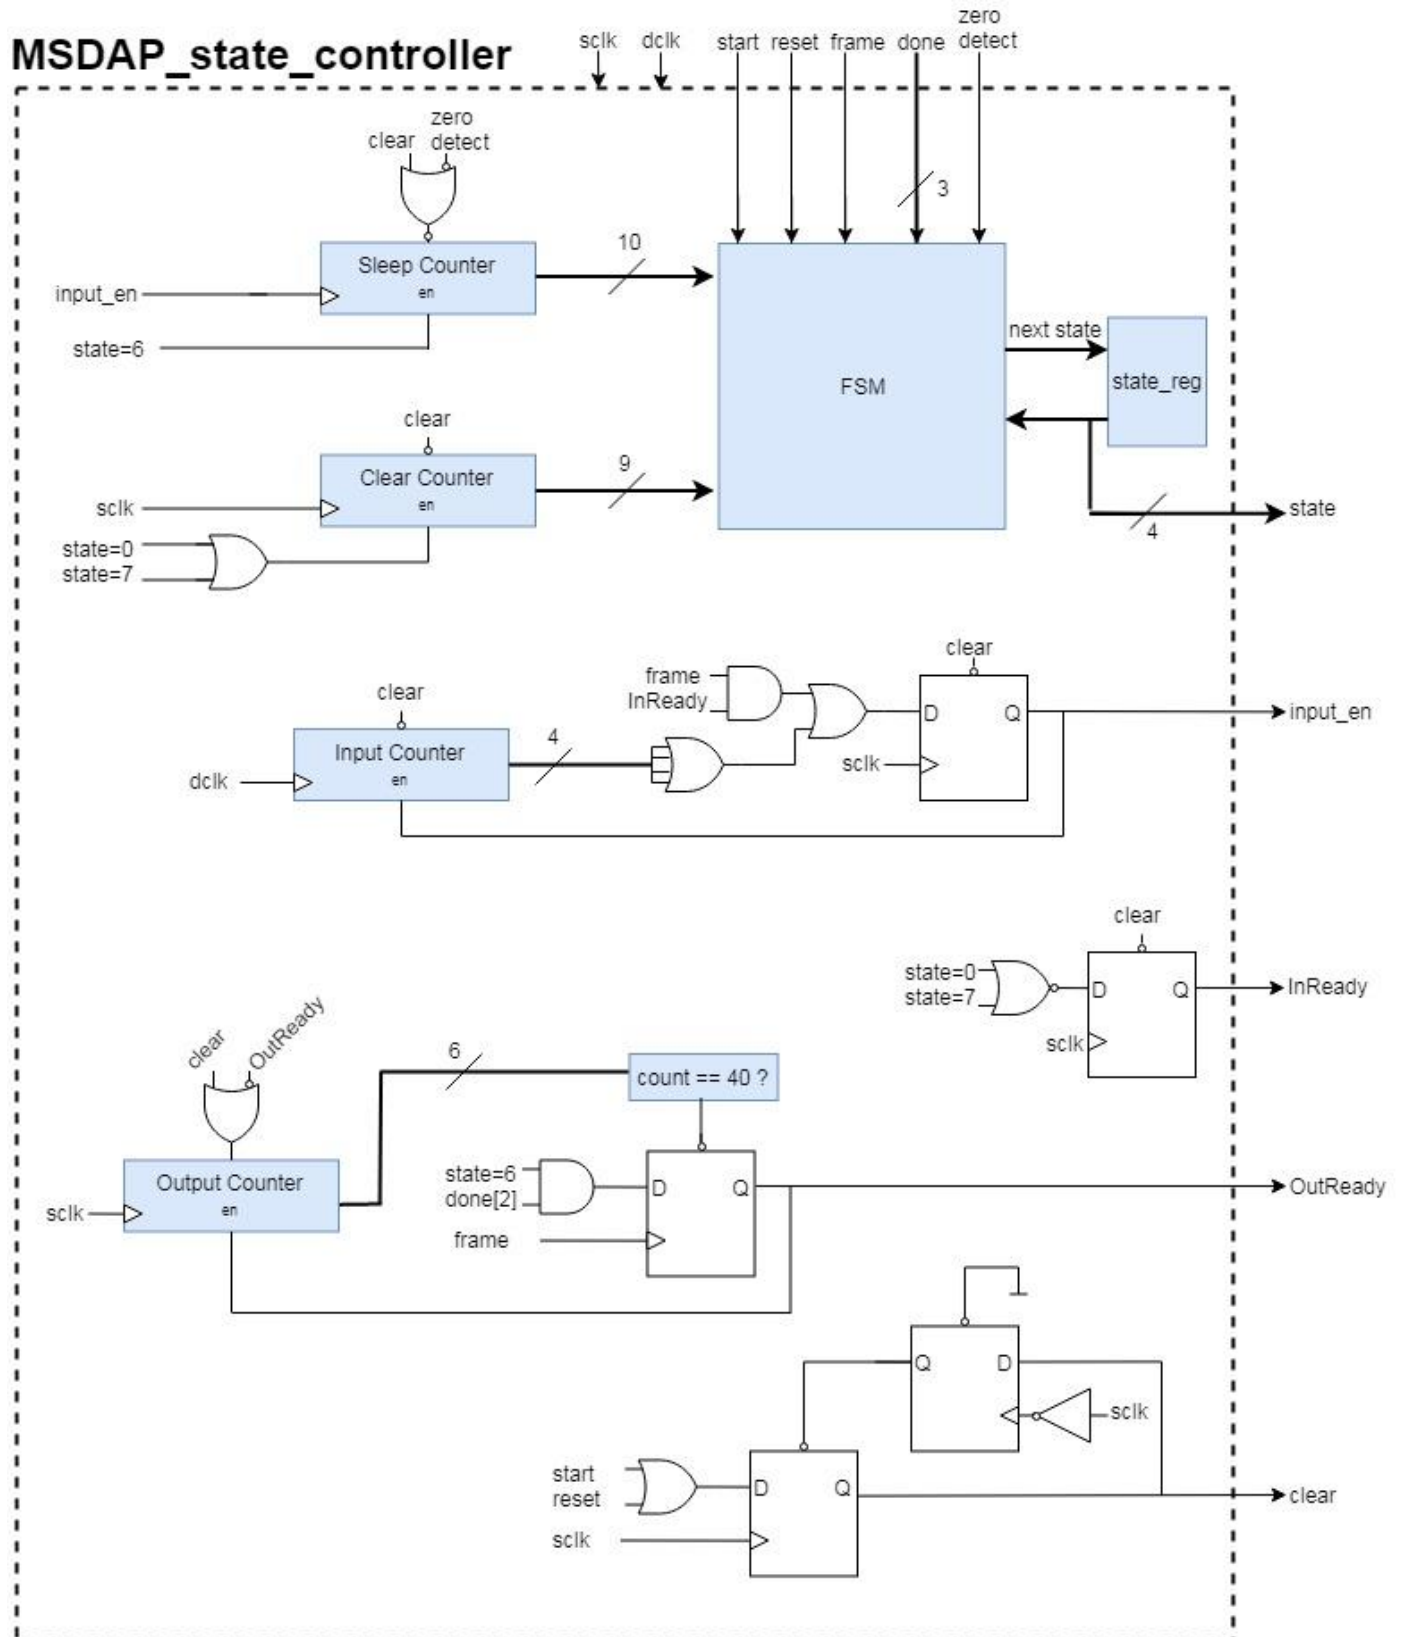 MSDAP_state_controller
sclk
dclk
start
reset
frame
done
zero
detect
3
clear
zero
detect
Sleep Counter
en
input_en
state=6
10
FSM
next state
state_reg
4
state
clear
Clear Counter
en
sclk
state=0
state=7
9
clear
Input Counter
en
dclk
4
frame
InReady
clear
D
Q
sclk
input_en
clear
state=0
state=7
D
Q
sclk
InReady
clear
OutReady
Output Counter
en
sclk
6
count == 40 ?
state=6
done[2]
frame
D
Q
OutReady
Q
D
sclk
start
reset
sclk
D
Q
clear